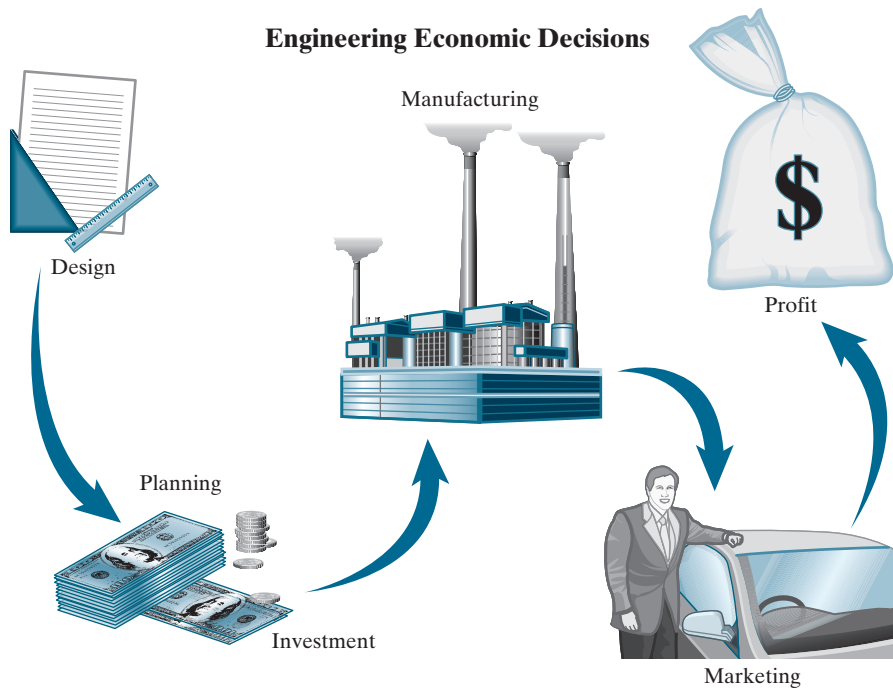 Engineering Economic Decisions
Manufacturing
Design
Profit
Planning
Investment
Marketing
$